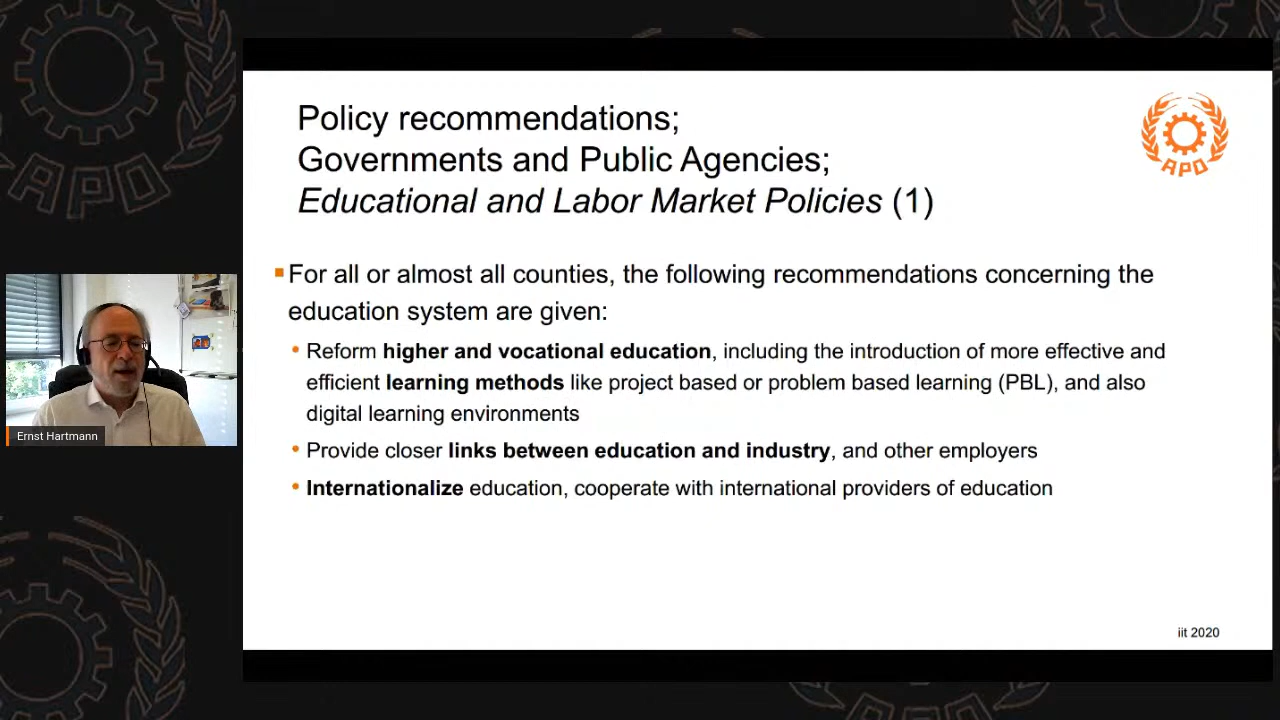 Policy recommendations;
Governments and Public Agencies;
Educational and Labor Market Policies (1)
APO
▪For all or almost all counties, the following recommendations concerning the
education system are given:
• Reform higher and vocational education, including the introduction of more effective and
efficient learning methods like project based or problem based learning (PBL), and also
digital learning environments
• Provide closer links between education and industry, and other employers
• Internationalize education, cooperate with international providers of education
iit 2020
Ernst Hartmann
APO